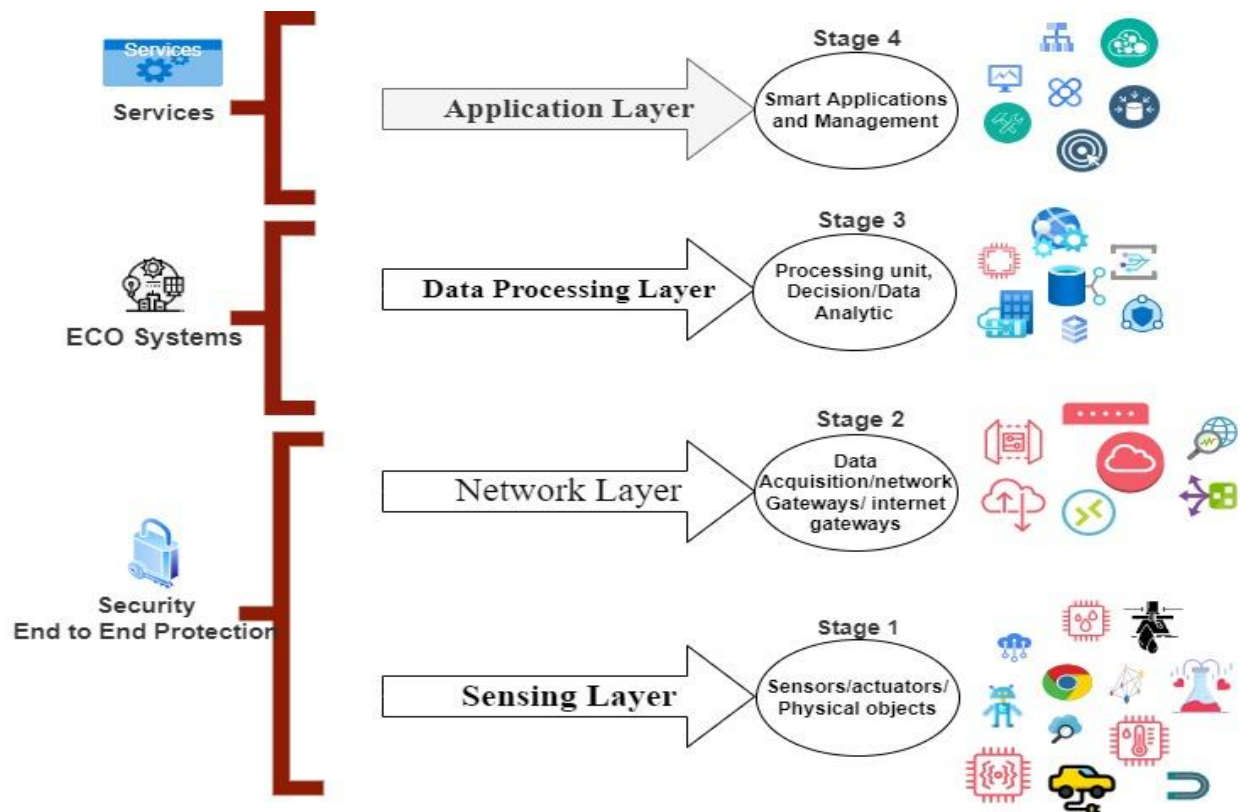 Services
Services
Application Layer
Stage 4
Smart Applications
and Management
ECO Systems
Data Processing Layer
Stage 3
Processing unit,
Decision/Data
Analytic
Network Layer
Stage 2
Data
Acquisition/network
Gateways/ internet
gateways
Security
End to End Protection
Sensing Layer
Stage 1
Sensors/actuators/
Physical objects